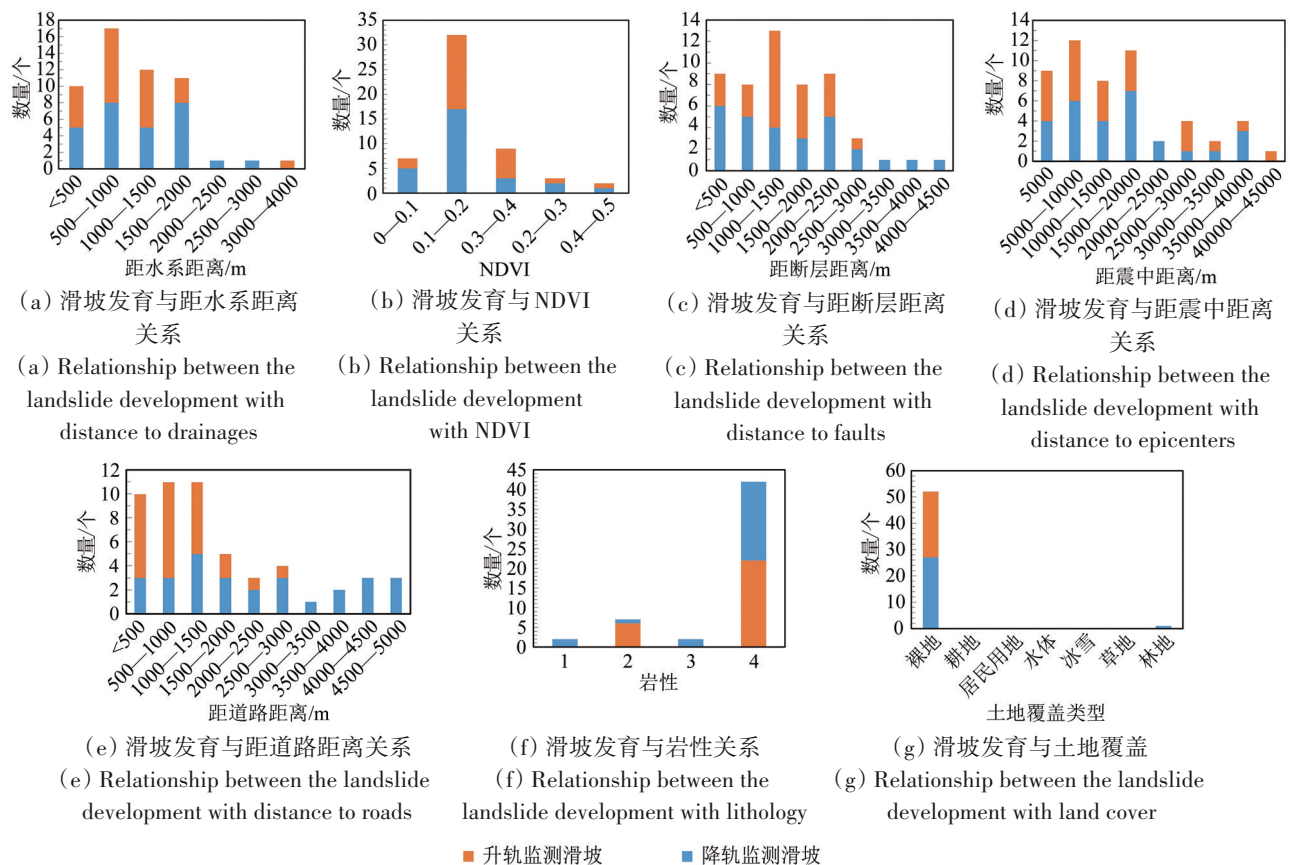 18
16
14
12
10
8
6
4
2
0
数量/个
<500
500—1000
1000—1500
1500—2000
2000—2500
2500—3000
3000—4000
距水系距离/m
(a) 滑坡发育与距水系距离
关系
(a) Relationship between the
landslide development with
distance to drainages
35
30
25
20
15
10
5
0
数量/个
0—0.1
0.1—0.2
0.3—0.4
0.2—0.3
0.4—0.5
NDVI
(b) 滑坡发育与NDVI
关系
(b) Relationship between the
landslide development
with NDVI
14
12
10
8
6
4
2
0
数量/个
<500
500—1000
1000—1500
1500—2000
2000—2500
2500—3000
3000—3500
3500—4000
4000—4500
距断层距离/m
(c) 滑坡发育与距断层距离
关系
(c) Relationship between the
landslide development with
distance to faults
14
12
10
8
6
4
2
0
数量/个
5000
5000—10000
10000—15000
15000—20000
20000—25000
25000—30000
30000—35000
35000—40000
40000—45000
距震中距离/m
(d) 滑坡发育与距震中距离
关系
(d) Relationship between the
landslide development with
distance to epicenters
12
10
8
6
4
2
0
数量/个
<500
500—1000
1000—1500
1500—2000
2000—2500
2500—3000
3000—3500
3500—4000
4000—4500
4500—5000
距道路距离/m
(e) 滑坡发育与距道路距离关系
(e) Relationship between the landslide
development with distance to roads
45
40
35
30
25
20
15
10
5
0
数量/个
1
2
3
4
岩性
(f) 滑坡发育与岩性关系
(f) Relationship between the
landslide development with lithology
60
50
40
30
20
10
0
数量/个
裸地
耕地
居民用地
水体
冰雪
草地
林地
土地覆盖类型
(g) 滑坡发育与土地覆盖
(g) Relationship between the landslide
development with land cover
升轨监测滑坡
降轨监测滑坡